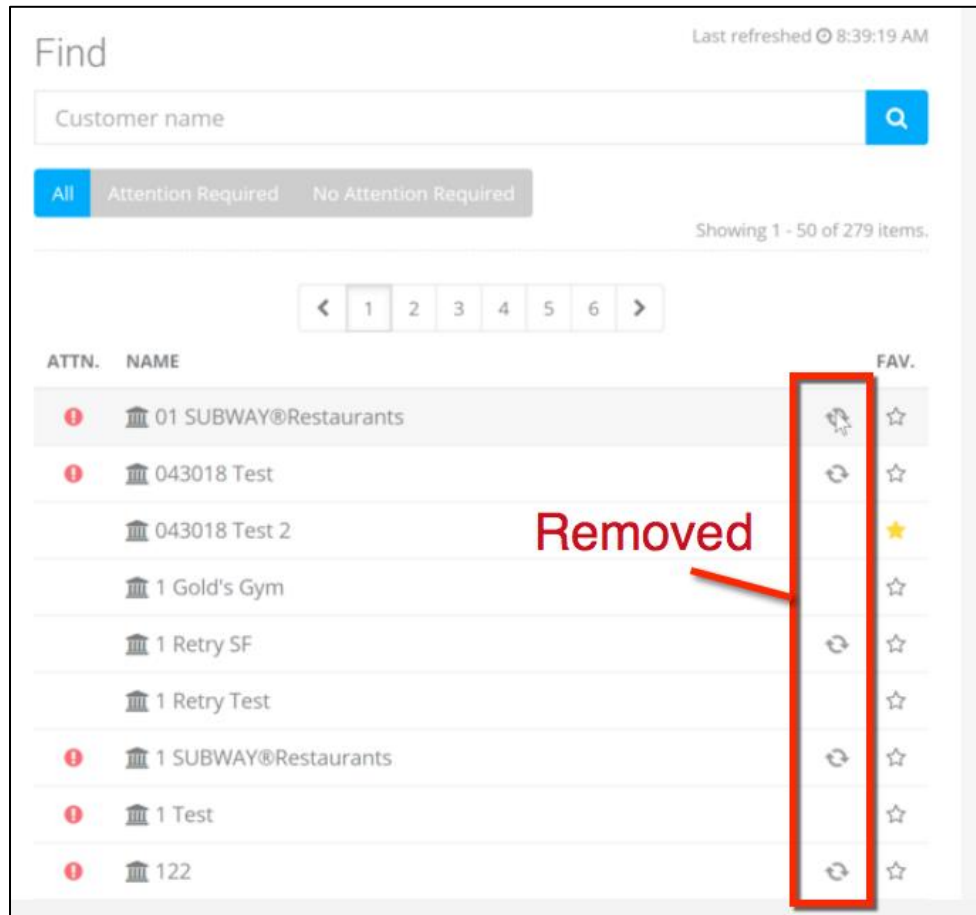 Find
Last refreshed 8:39:19 AM
Customer name
All Attention Required No Attention Required
Showing 1 - 50 of 279 items.
1 2 3 4 5 6
ATTN. NAME FAV.
01 SUBWAY®Restaurants
043018 Test
043018 Test 2
Removed
1 Gold's Gym
1 Retry SF
1 Retry Test
1 SUBWAY®Restaurants
1 Test
122